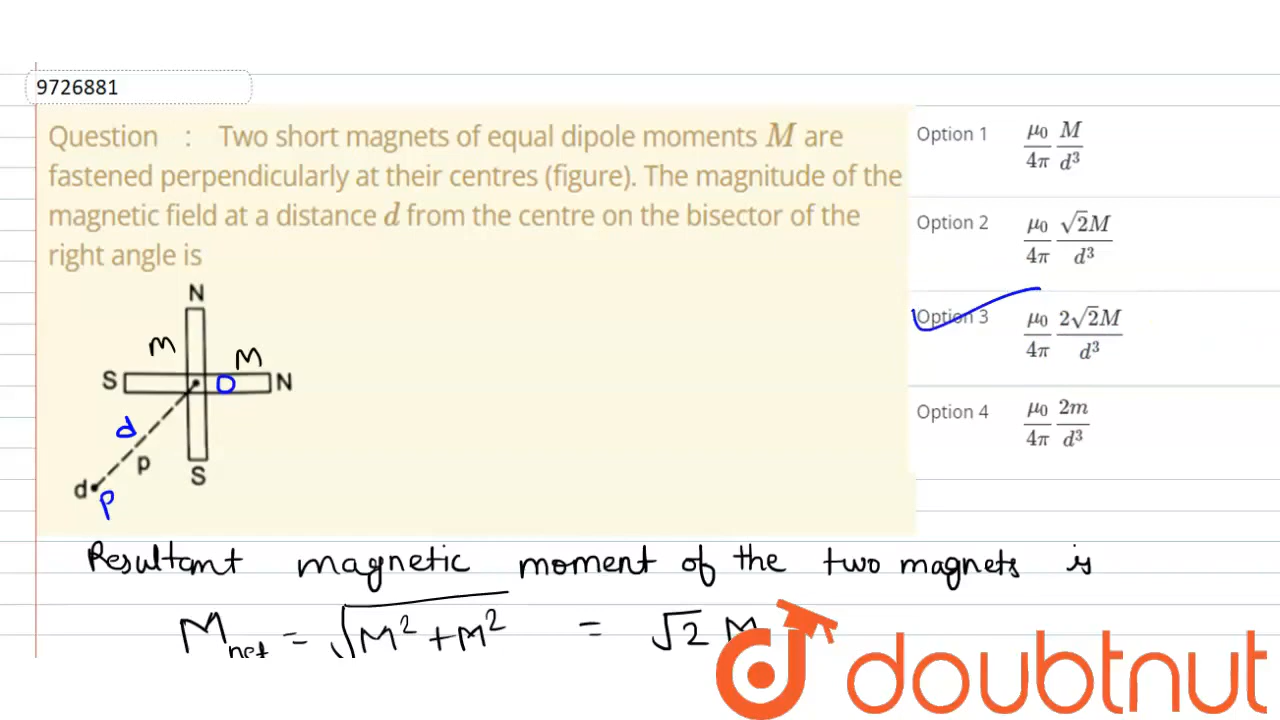 9726881
Question : Two short magnets of equal dipole moments M are
fastened perpendicularly at their centres (figure). The magnitude of the
magnetic field at a distance d from the centre on the bisector of the
right angle is
N
M
M
S
O
N
d
p
S
d
P
Option 1 μ₀/4π M/d³
Option 2 μ₀/4π √2M/d³
Option 3 μ₀/4π 2√2M/d³
Option 4 μ₀/4π 2m/d³
Resultant magnetic moment of the two magnets is
M_net = √(M² + M²) = √2 M
doubtnut